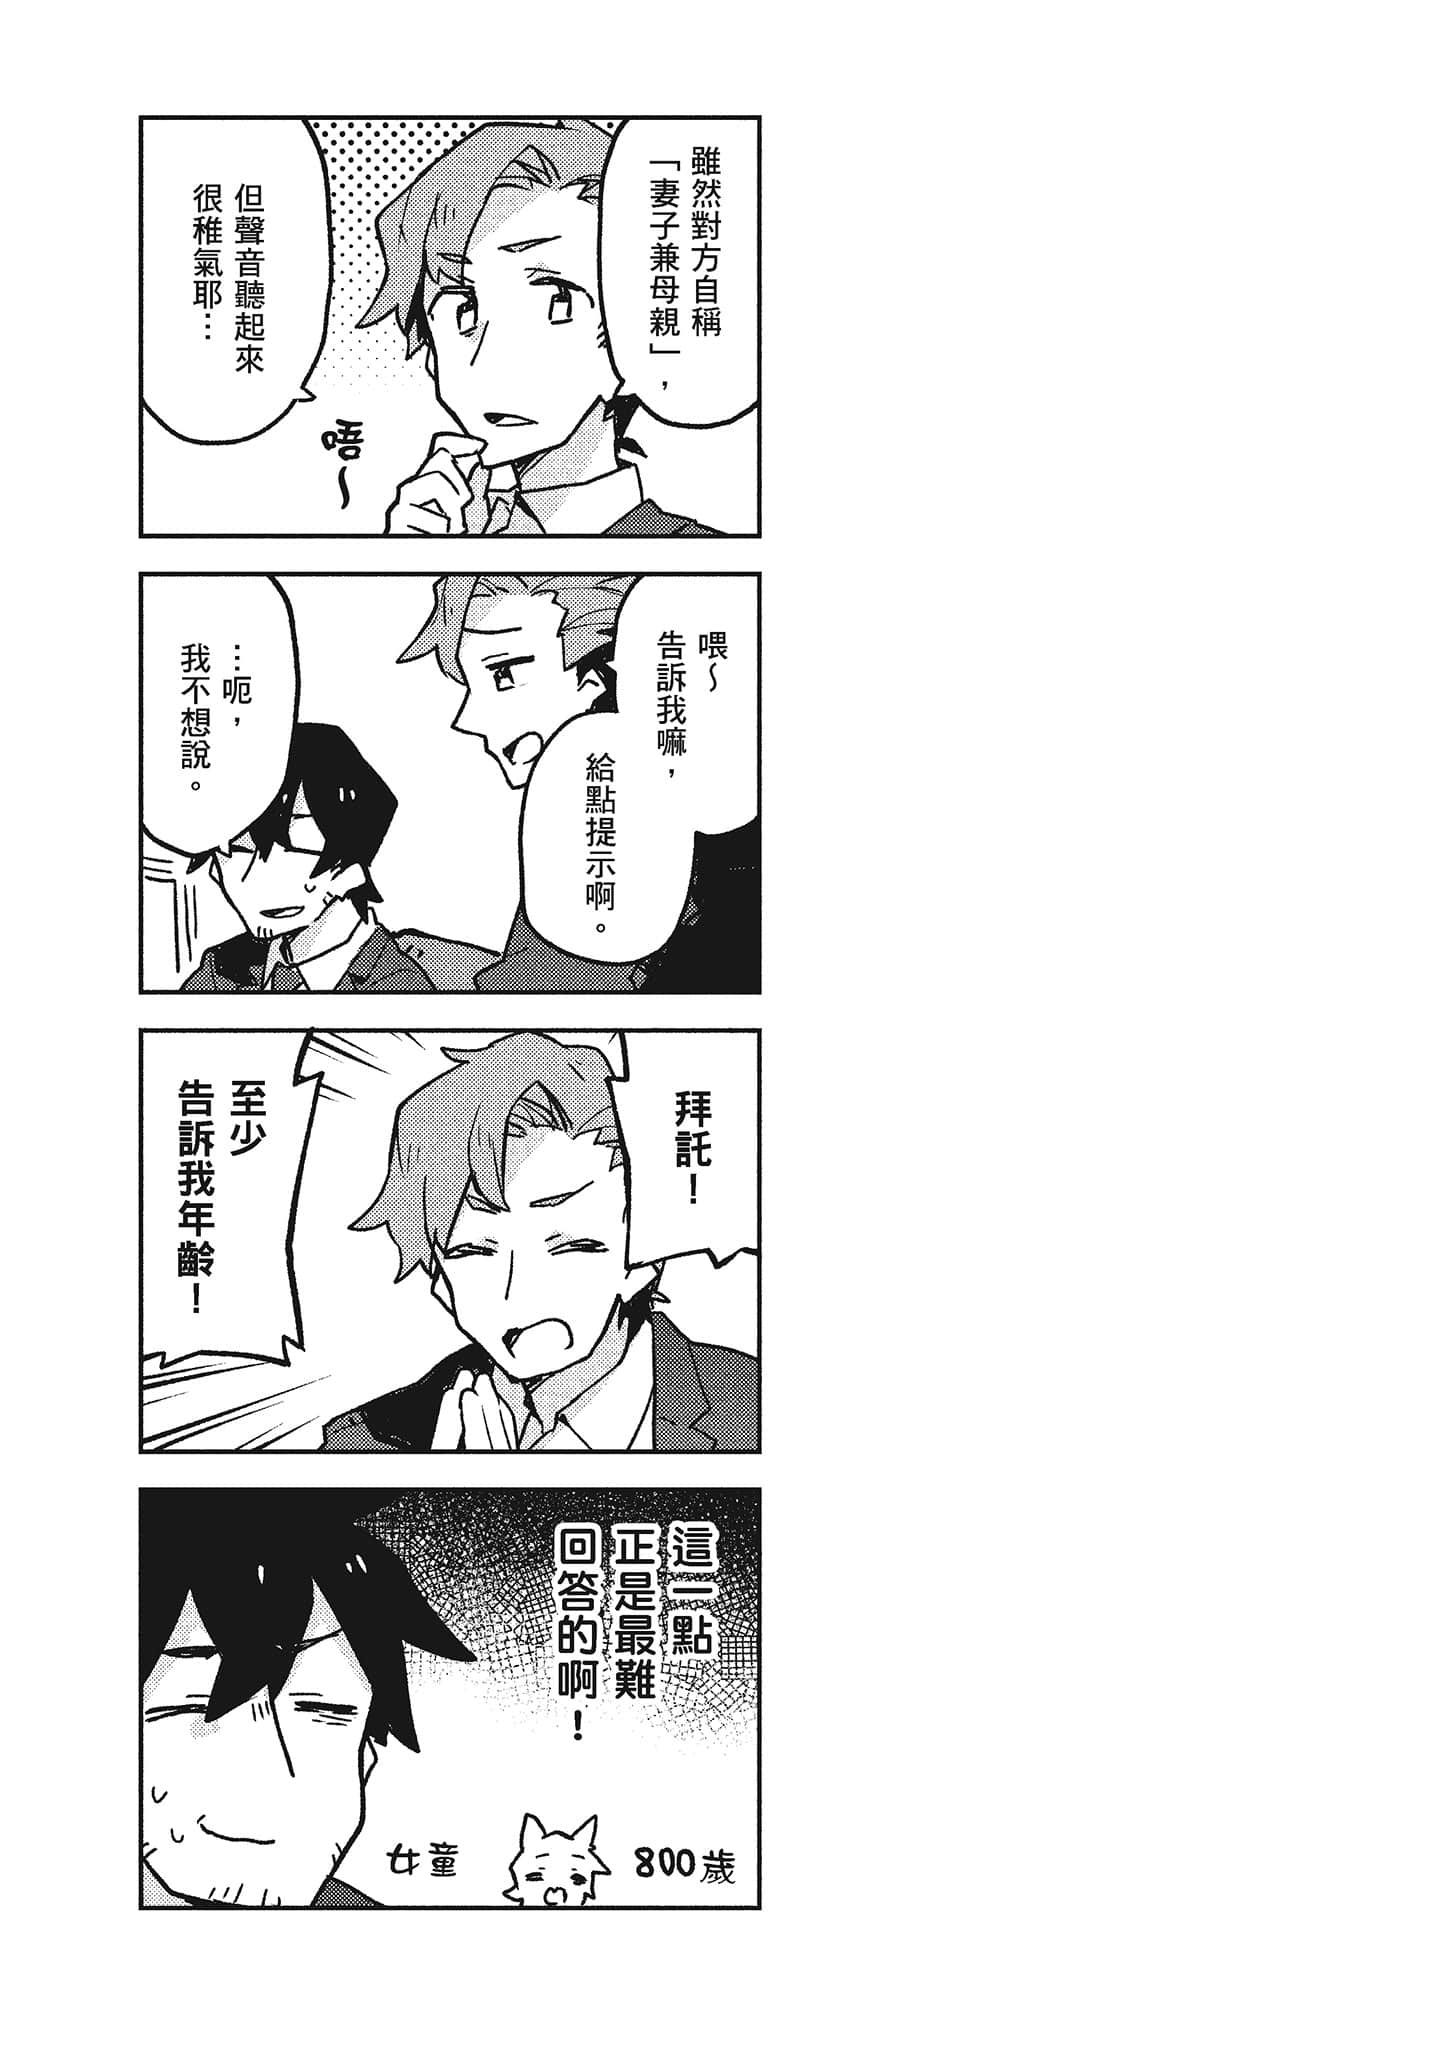 雖然對方自稱
「妻子兼母親」，
但聲音聽起來
很稚氣耶…
唔～
喂～
告訴我嘛，
給點提示啊。
…呃，
我不想說。
拜託！
至少
告訴我年齡！
這一點
正是最難
回答的啊！
800歲
女童